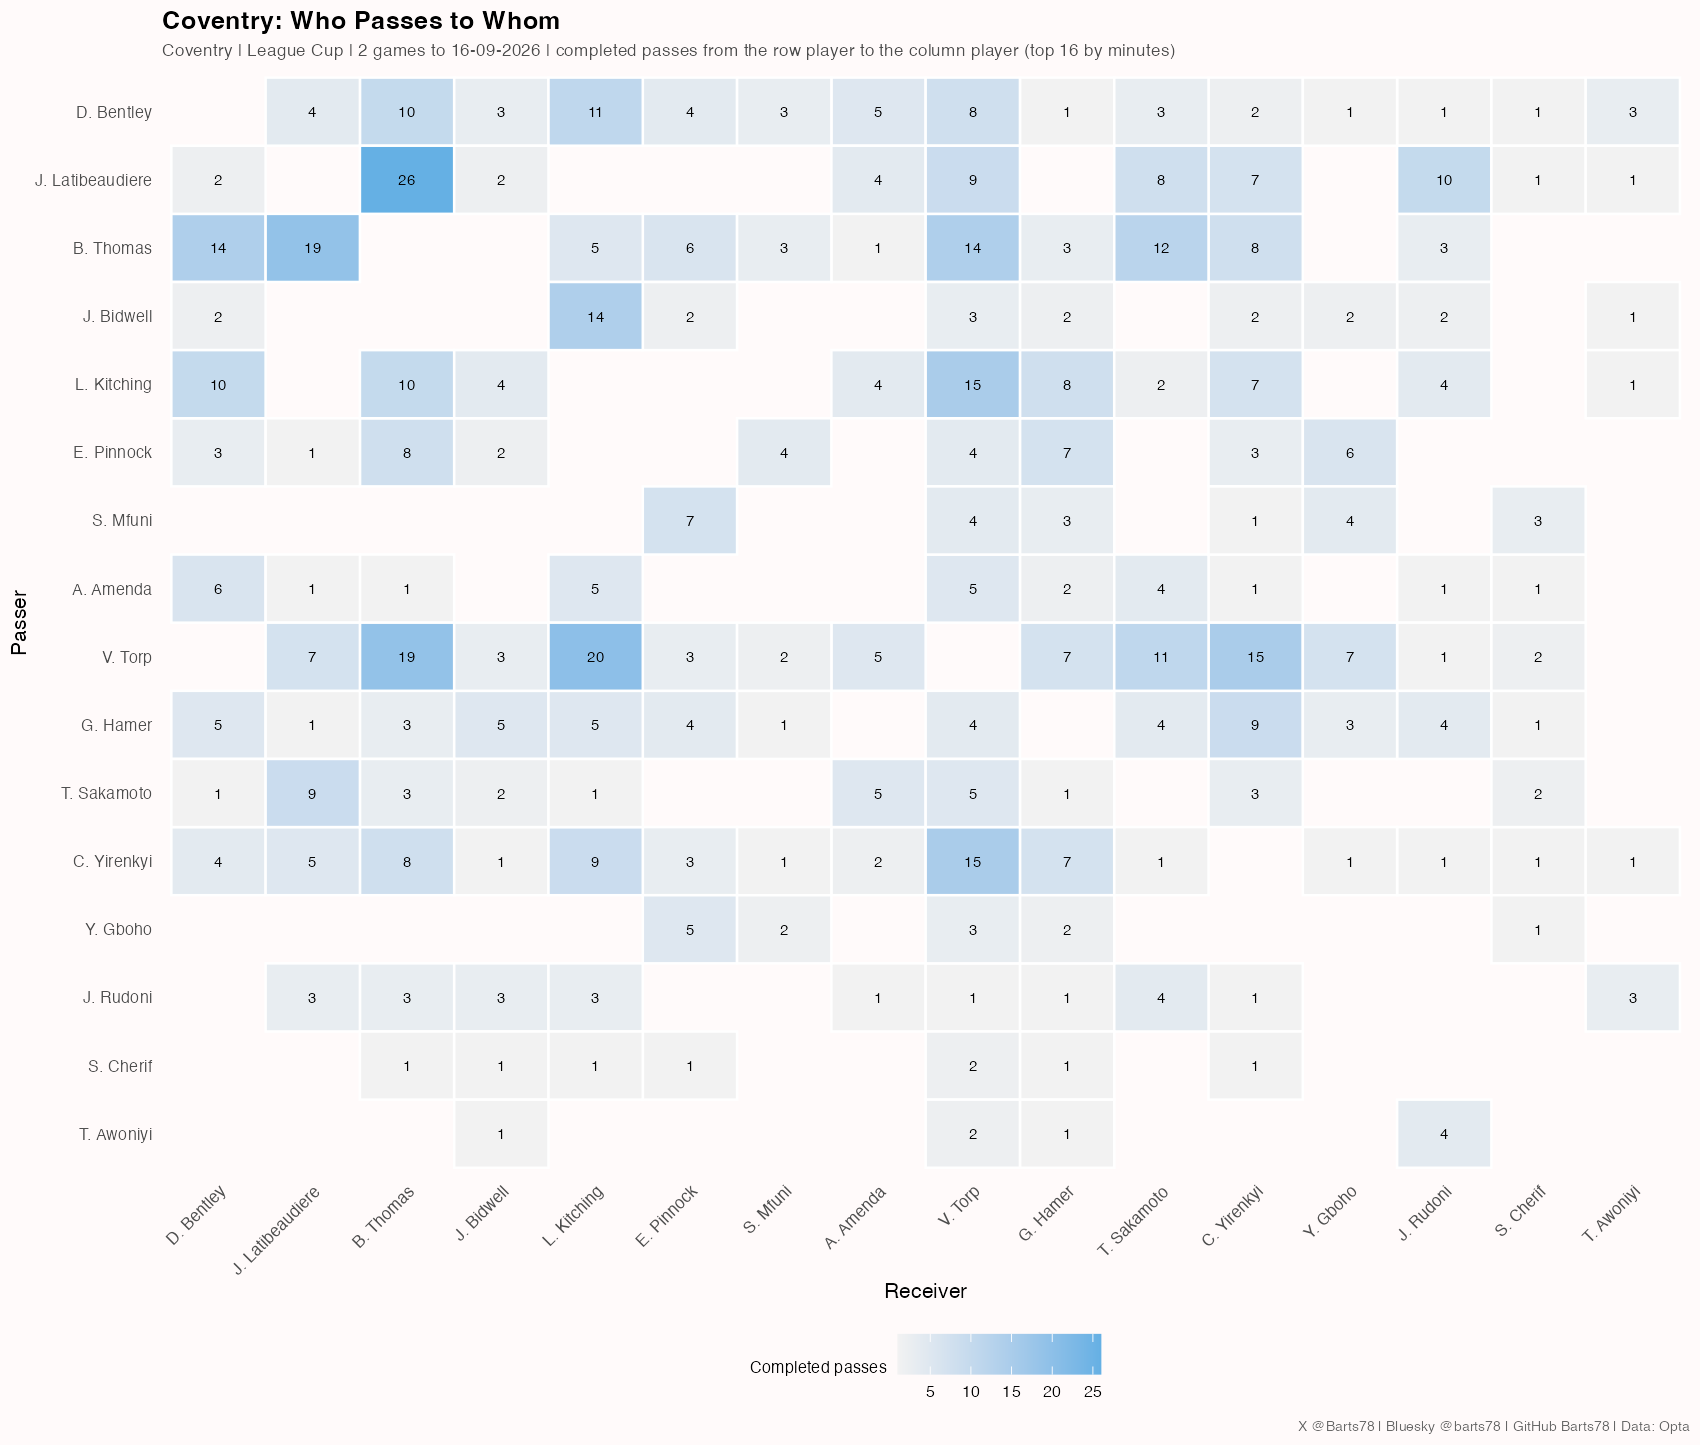 Coventry: Who Passes to Whom
Coventry | League Cup | 2 games to 16-09-2026 | completed passes from the row player to the column player (top 16 by minutes)
D. Bentley 4 10 3 11 4 3 5 8 1 3 2 1 1 1 3
J. Latibeaudiere 2 26 2 4 9 8 7 10 1 1
B. Thomas 14 19 5 6 3 1 14 3 12 8 3
J. Bidwell 2 14 2 3 2 2 2 2 1
L. Kitching 10 10 4 4 15 8 2 7 4 1
E. Pinnock 3 1 8 2 4 4 7 3 6
S. Mfuni 7 4 3 1 4 3
A. Amenda 6 1 1 5 5 2 4 1 1 1
V. Torp 7 19 3 20 3 2 5 7 11 15 7 1 2
G. Hamer 5 1 3 5 5 4 1 4 4 9 3 4 1
T. Sakamoto 1 9 3 2 1 5 5 1 3 2
C. Yirenkyi 4 5 8 1 9 3 1 2 15 7 1 1 1 1 1
Y. Gboho 5 2 3 2 1
J. Rudoni 3 3 3 3 1 1 1 4 1 3
S. Cherif 1 1 1 1 2 1 1
T. Awoniyi 1 2 1 4
Passer
D. Bentley J. Latibeaudiere B. Thomas J. Bidwell L. Kitching E. Pinnock S. Mfuni A. Amenda V. Torp G. Hamer T. Sakamoto C. Yirenkyi Y. Gboho J. Rudoni S. Cherif T. Awoniyi
Receiver
Completed passes
5 10 15 20 25
X @Barts78 | Bluesky @barts78 | GitHub Barts78 | Data: Opta